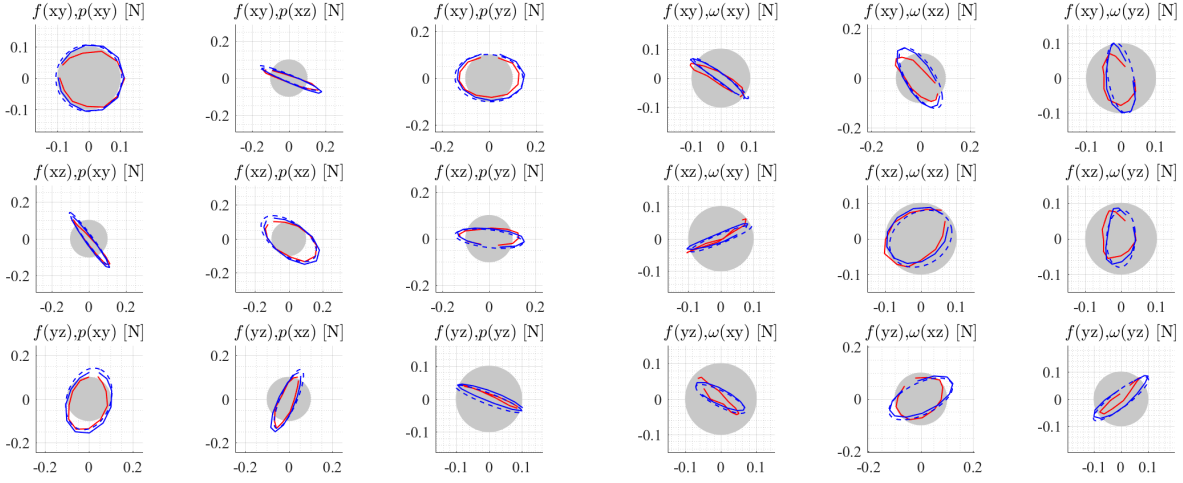 f(xy),p(xy) [N] f(xy),p(xz) [N] f(xy),p(yz) [N] f(xy),ω(xy) [N] f(xy),ω(xz) [N] f(xy),ω(yz) [N]
0.1 0.2 0.2 0.1 0.2 0.1
0 0 0 0 0 0
-0.1 -0.2 -0.2 -0.1 -0.2 -0.1
-0.1 0 0.1 -0.2 0 0.2 -0.2 0 0.2 -0.1 0 0.1 -0.2 0 0.2 -0.1 0 0.1
f(xz),p(xy) [N] f(xz),p(xz) [N] f(xz),p(yz) [N] f(xz),ω(xy) [N] f(xz),ω(xz) [N] f(xz),ω(yz) [N]
0.2 0.2 0.2 0.1 0.1 0.1
0 0 0 0 0 0
-0.2 -0.2 -0.2 -0.1 -0.1 -0.1
-0.2 0 0.2 -0.2 0 0.2 -0.2 0 0.2 -0.1 0 0.1 -0.1 0 0.1 -0.1 0 0.1
f(yz),p(xy) [N] f(yz),p(xz) [N] f(yz),p(yz) [N] f(yz),ω(xy) [N] f(yz),ω(xz) [N] f(yz),ω(yz) [N]
0.2 0.2 0.1 0.1 0.2 0.1
0 0 0 0 0 0
-0.2 -0.2 -0.1 -0.1 -0.2 -0.1
-0.2 0 0.2 -0.2 0 0.2 -0.1 0 0.1 -0.1 0 0.1 -0.2 0 0.2 -0.1 0 0.1